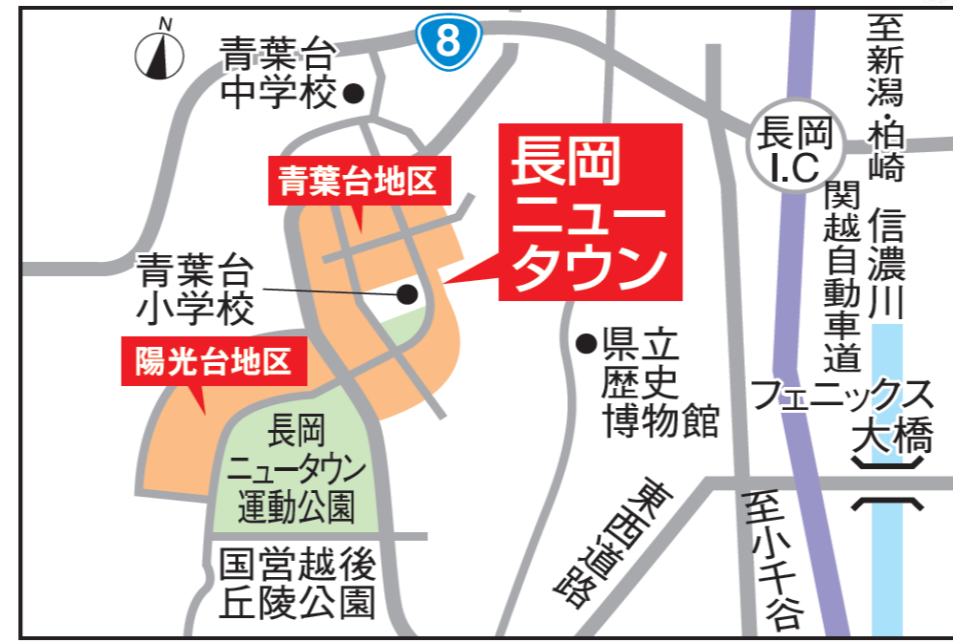 N
8
青葉台
中学校
至新潟・柏崎
長岡
I.C
長岡
ニュー
タウン
青葉台地区
関越自動車道
信濃川
青葉台
小学校
陽光台地区
県立
歴史
博物館
フェニックス
大橋
長岡
ニュータウン
運動公園
東西道路
至小千谷
国営越後
丘陵公園